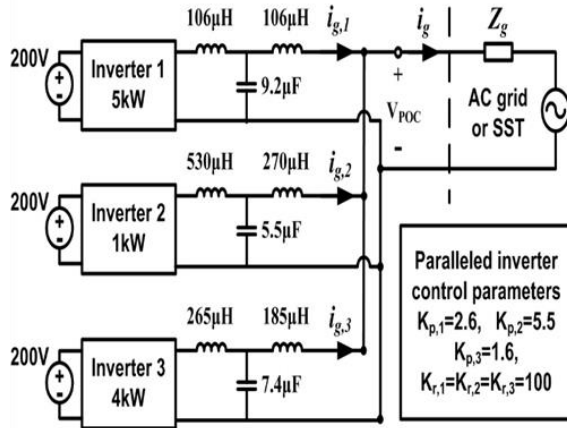 106μH 106μH i_g,1 i_g Z_g
200V
Inverter 1
5kW
9.2μF
+
V_POC
-
AC grid
or SST
530μH 270μH i_g,2
200V
Inverter 2
1kW
5.5μF
265μH 185μH i_g,3
200V
Inverter 3
4kW
7.4μF
Paralleled inverter
control parameters
K_p,1=2.6, K_p,2=5.5
K_p,3=1.6,
K_r,1=K_r,2=K_r,3=100